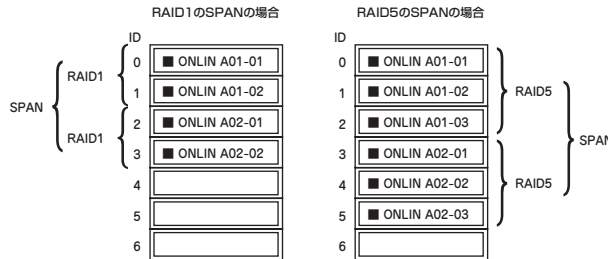 RAID1のSPANの場合
ID
0 ■ ONLIN A01-01
1 ■ ONLIN A01-02
2 ■ ONLIN A02-01
3 ■ ONLIN A02-02
4
5
6
RAID1
RAID1
SPAN
RAID5のSPANの場合
ID
0 ■ ONLIN A01-01
1 ■ ONLIN A01-02
2 ■ ONLIN A01-03
3 ■ ONLIN A02-01
4 ■ ONLIN A02-02
5 ■ ONLIN A02-03
6
RAID5
RAID5
SPAN